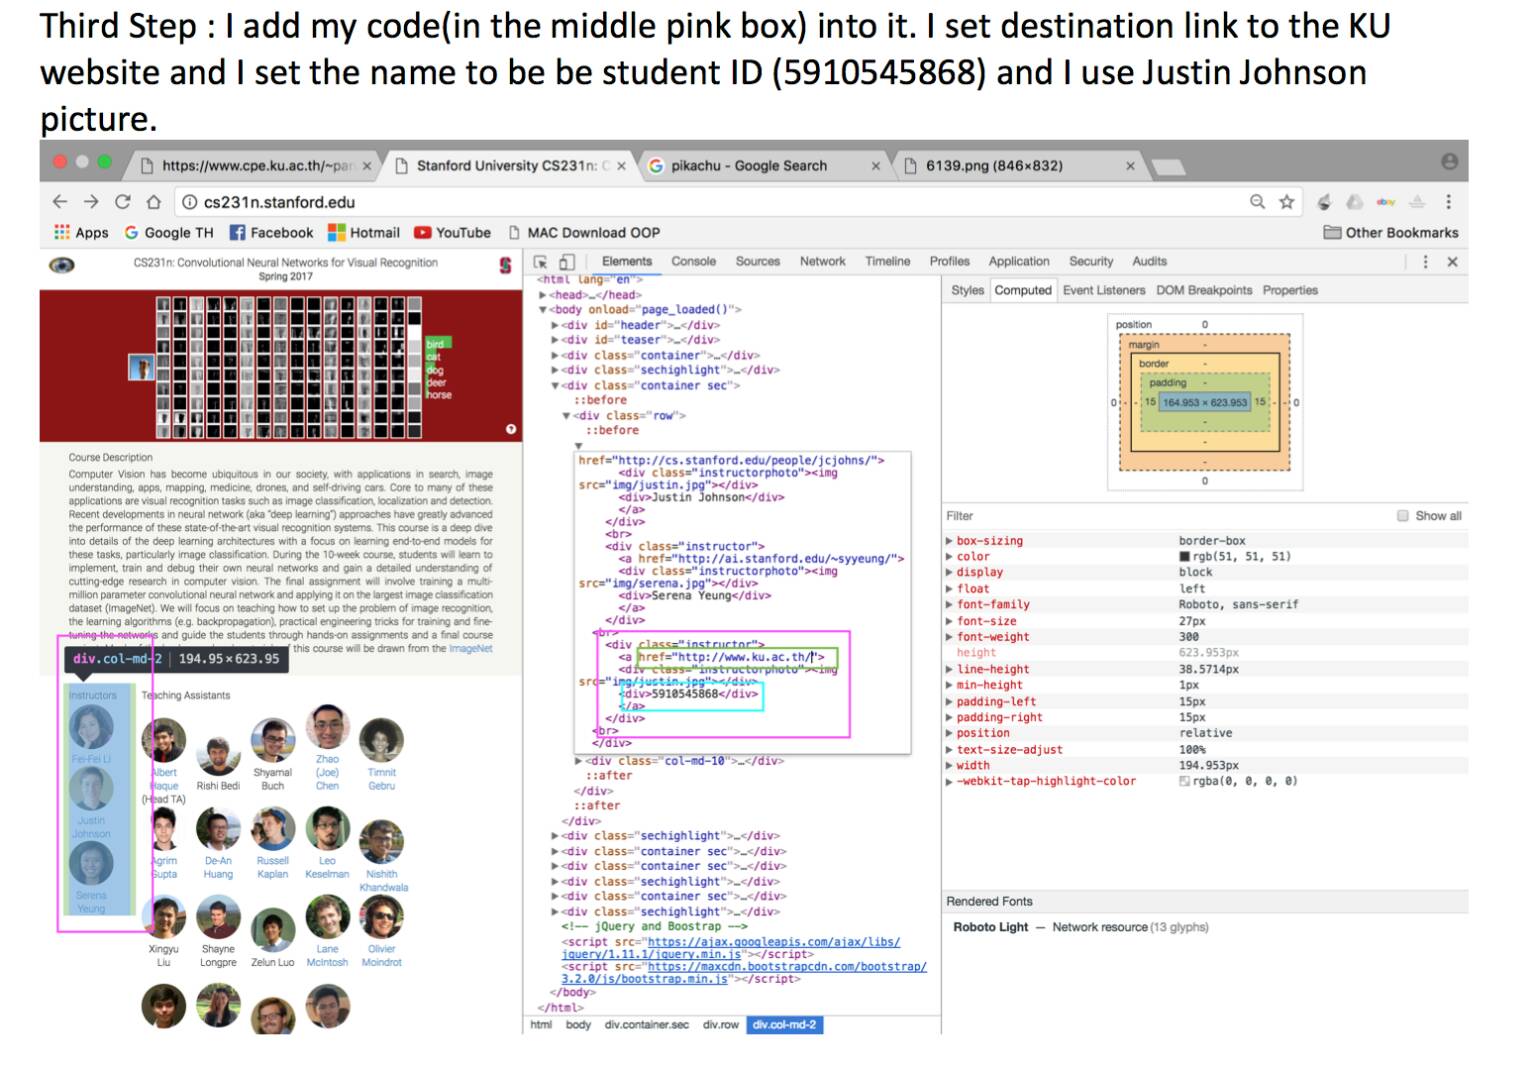 Third Step : I add my code(in the middle pink box) into it. I set destination link to the KU
website and I set the name to be be student ID (5910545868) and I use Justin Johnson
picture.
https://www.cpe.ku.ac.th/~par ×
Stanford University CS231n: C ×
pikachu - Google Search ×
6139.png (846×832) ×
cs231n.stanford.edu
Apps Google TH Facebook Hotmail YouTube MAC Download OOP Other Bookmarks
CS231n: Convolutional Neural Networks for Visual Recognition
Spring 2017
bird
cat
dog
deer
horse
Course Description
Computer Vision has become ubiquitous in our society, with applications in search, image
understanding, apps, mapping, medicine, drones, and self-driving cars. Core to many of these
applications are visual recognition tasks such as image classification, localization and detection.
Recent developments in neural network (aka “deep learning”) approaches have greatly advanced
the performance of these state-of-the-art visual recognition systems. This course is a deep dive
into details of the deep learning architectures with a focus on learning end-to-end models for
these tasks, particularly image classification. During the 10-week course, students will learn to
implement, train and debug their own neural networks and gain a detailed understanding of
cutting-edge research in computer vision. The final assignment will involve training a multi-
million parameter convolutional neural network and applying it on the largest image classification
dataset (ImageNet). We will focus on teaching how to set up the problem of image recognition,
the learning algorithms (e.g. backpropagation), practical engineering tricks for training and fine-
tuning the networks and guide the students through hands-on assignments and a final course
this course will be drawn from the ImageNet
div.col-md-2 | 194.95×623.95
Instructors
Fei-Fei Li
Justin
Johnson
Serena
Yeung
Teaching Assistants
Albert
Haque
(Head TA)
Rishi Bedi
Shyamal
Buch
Zhao
(Joe)
Chen
Timnit
Gebru
Agrim
Gupta
De-An
Huang
Russell
Kaplan
Leo
Keselman
Nishith
Khandwala
Xingyu
Liu
Shayne
Longpre
Zelun Luo
Lane
McIntosh
Olivier
Moindrot
Elements Console Sources Network Timeline Profiles Application Security Audits
<html lang="en">
<head>…</head>
<body onload="page_loaded()">
<div id="header">…</div>
<div id="teaser">…</div>
<div class="container">…</div>
<div class="sechighlight">…</div>
<div class="container sec">
::before
<div class="row">
::before
href="http://cs.stanford.edu/people/jcjohns/">
<div class="instructorphoto"><img
src="img/justin.jpg"></div>
<div>Justin Johnson</div>
</a>
</div>
<br>
<div class="instructor">
<a href="http://ai.stanford.edu/~syyeung/">
<div class="instructorphoto"><img
src="img/serena.jpg"></div>
<div>Serena Yeung</div>
</a>
</div>
<br>
<div class="instructor">
<a href="http://www.ku.ac.th/">
<div class="instructorphoto"><img
src="img/justin.jpg"></div>
<div>5910545868</div>
</a>
</div>
<br>
</div>
<div class="col-md-10">…</div>
::after
</div>
::after
</div>
<div class="sechighlight">…</div>
<div class="container sec">…</div>
<div class="container sec">…</div>
<div class="sechighlight">…</div>
<div class="container sec">…</div>
<div class="sechighlight">…</div>
<!-- jQuery and Boostrap -->
<script src="https://ajax.googleapis.com/ajax/libs/
jquery/1.11.1/jquery.min.js"></script>
<script src="https://maxcdn.bootstrapcdn.com/bootstrap/
3.2.0/js/bootstrap.min.js"></script>
</body>
</html>
html body div.container.sec div.row div.col-md-2
Styles Computed Event Listeners DOM Breakpoints Properties
position 0
margin -
border -
padding -
0 - - 15 164.953 × 623.953 15 - - 0
-
-
-
0
Filter Show all
box-sizing border-box
color rgb(51, 51, 51)
display block
float left
font-family Roboto, sans-serif
font-size 27px
font-weight 300
height 623.953px
line-height 38.5714px
min-height 1px
padding-left 15px
padding-right 15px
position relative
text-size-adjust 100%
width 194.953px
-webkit-tap-highlight-color rgba(0, 0, 0, 0)
Rendered Fonts
Roboto Light — Network resource (13 glyphs)